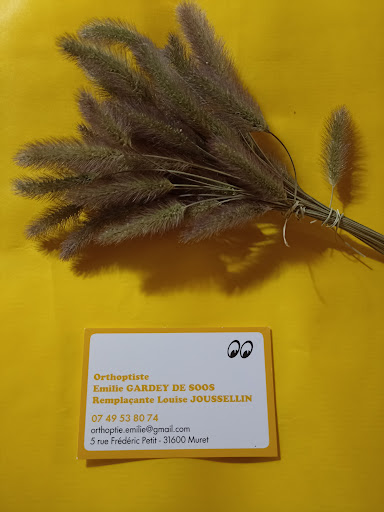 Orthoptiste
Emilie GARDEY DE SOOS
Remplaçante Louise JOUSSELLIN
07 49 53 80 74
orthoptie.emilie@gmail.com
5 rue Frédéric Petit - 31600 Muret